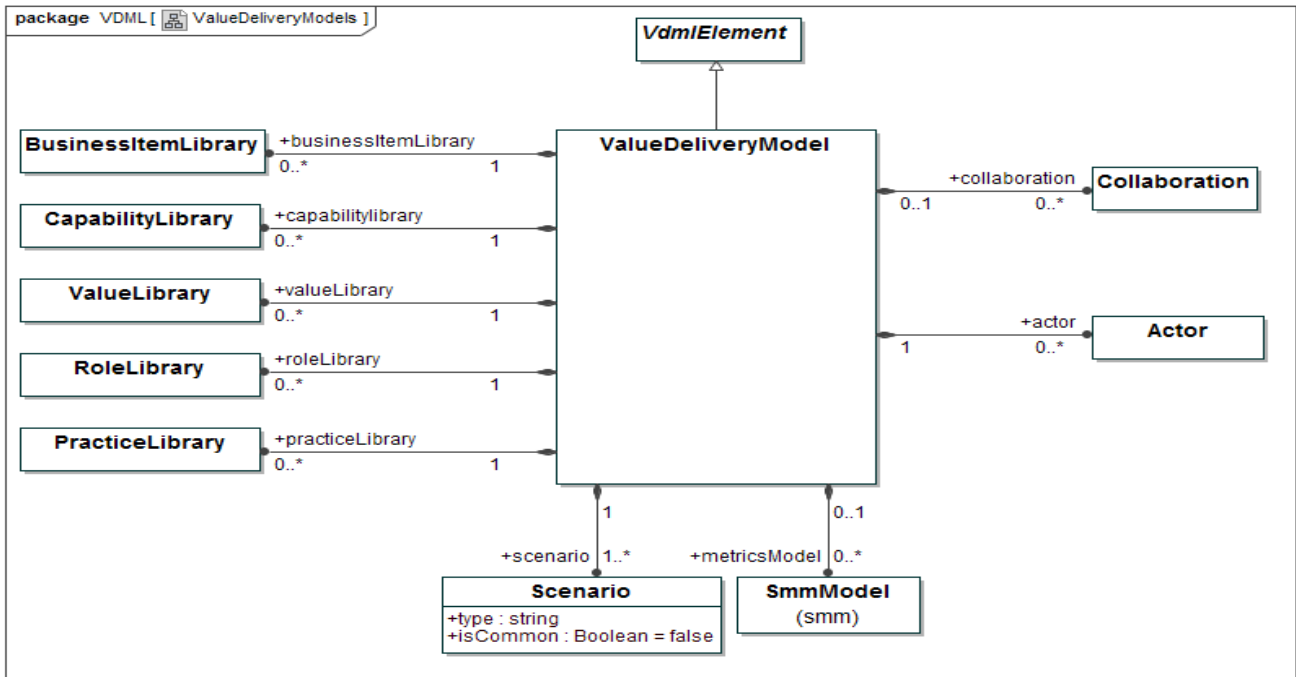 package VDML [ ValueDeliveryModels ]
VdmlElement
ValueDeliveryModel
BusinessItemLibrary
+businessItemLibrary
0..* 1
CapabilityLibrary
+capabilitylibrary
0..* 1
ValueLibrary
+valueLibrary
0..* 1
RoleLibrary
+roleLibrary
0..* 1
PracticeLibrary
+practiceLibrary
0..* 1
+collaboration
0..1 0..*
Collaboration
+actor
1 0..*
Actor
1
+scenario 1..*
Scenario
+type : string
+isCommon : Boolean = false
0..1
+metricsModel 0..*
SmmModel
(smm)